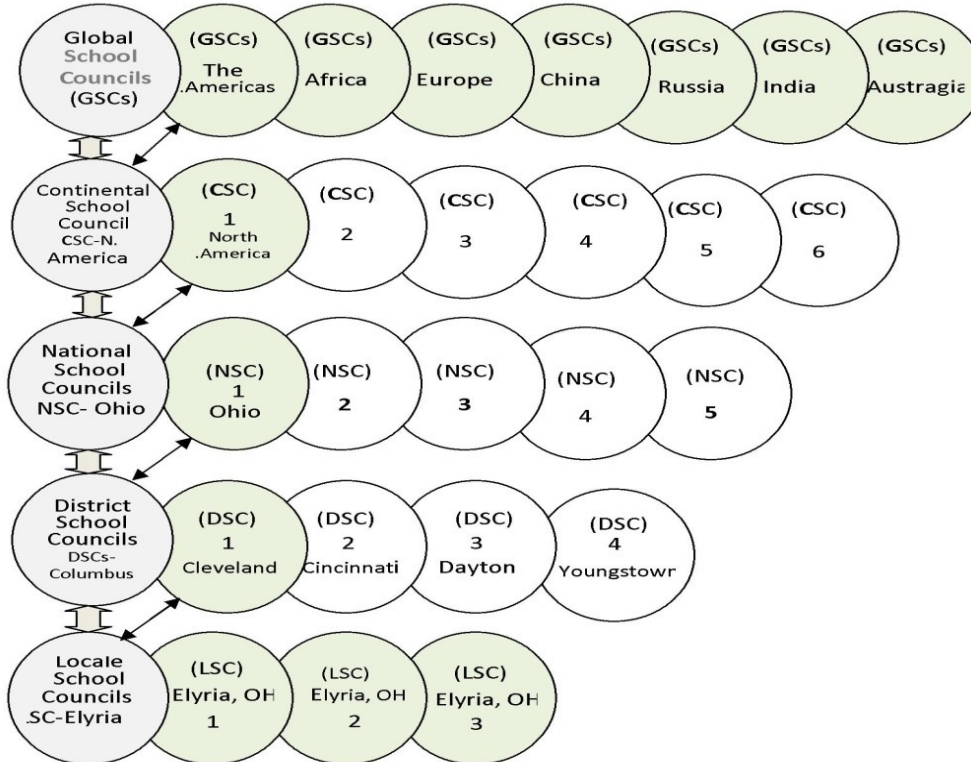 Global
School
Councils
(GSCs)
(GSCs)
The
.Americas
(GSCs)
Africa
(GSCs)
Europe
(GSCs)
China
(GSCs)
Russia
(GSCs)
India
(GSCs)
Austragia
Continental
School
Council
CSC-N.
America
(CSC)
1
North
.America
(CSC)
2
(CSC)
3
(CSC)
4
(CSC)
5
(CSC)
6
National
School
Councils
NSC- Ohio
(NSC)
1
Ohio
(NSC)
2
(NSC)
3
(NSC)
4
(NSC)
5
District
School
Councils
DSCs-
Columbus
(DSC)
1
Cleveland
(DSC)
2
Cincinnati
(DSC)
3
Dayton
(DSC)
4
Youngstowr
Locale
School
Councils
.SC-Elyria
(LSC)
Elyria, OH
1
(LSC)
Elyria, OH
2
(LSC)
Elyria, OH
3